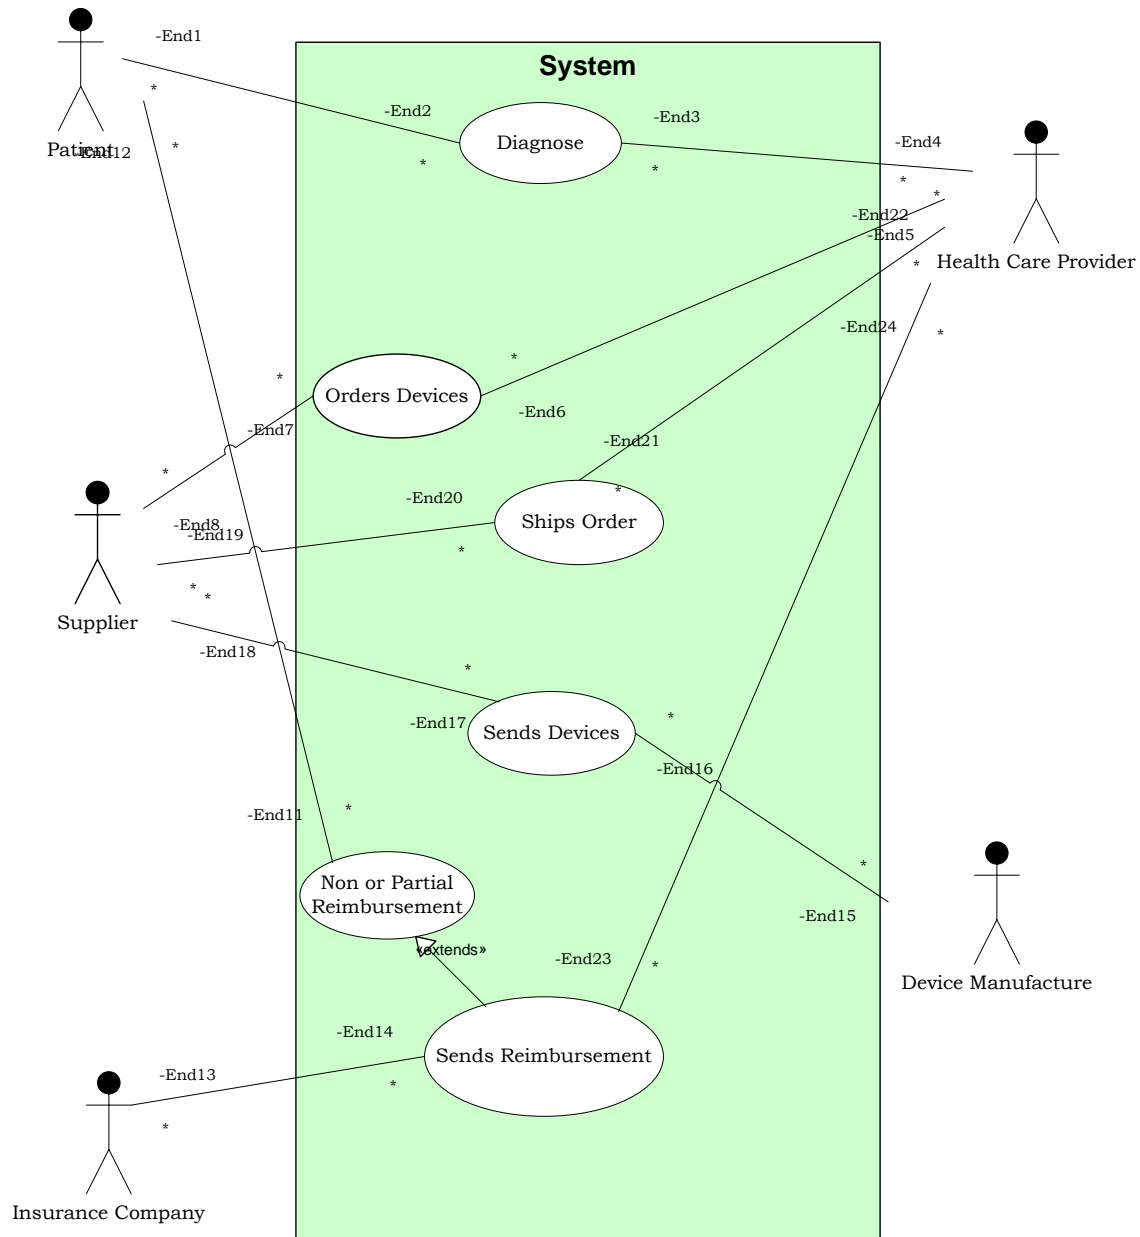 -End1
System
*
-End2
-End3
Diagnose
-End4
Patient
-End12
*
*
*
*
*
-End22
-End5
Health Care Provider
*
-End24
*
*
*
Orders Devices
-End6
-End7
-End21
*
-End20
*
-End8
-End19
Ships Order
*
*
*
Supplier
-End18
*
-End17
*
Sends Devices
-End16
-End11
*
*
Non or Partial
Reimbursement
-End15
«extends»
-End23
*
Device Manufacture
-End14
Sends Reimbursement
-End13
*
*
Insurance Company